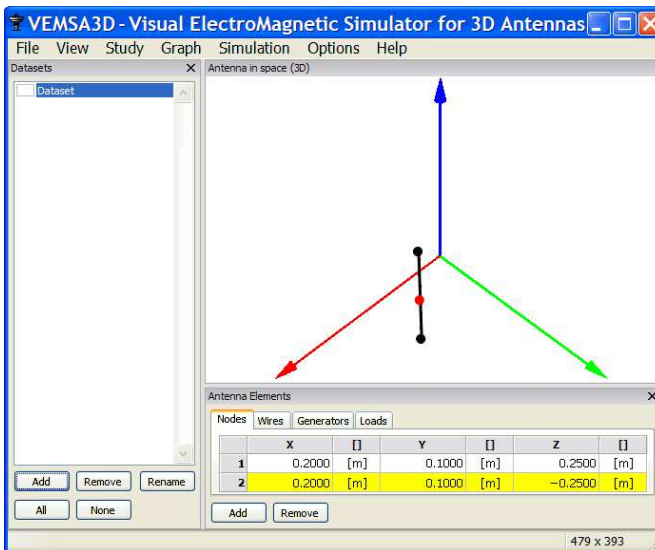 VEMSA3D - Visual ElectroMagnetic Simulator for 3D Antennas
File View Study Graph Simulation Options Help
Datasets
Dataset
Add Remove Rename
All None
Antenna in space (3D)
Antenna Elements
Nodes Wires Generators Loads
X [] Y [] Z []
1 0.2000 [m] 0.1000 [m] 0.2500 [m]
2 0.2000 [m] 0.1000 [m] −0.2500 [m]
Add Remove
479 x 393